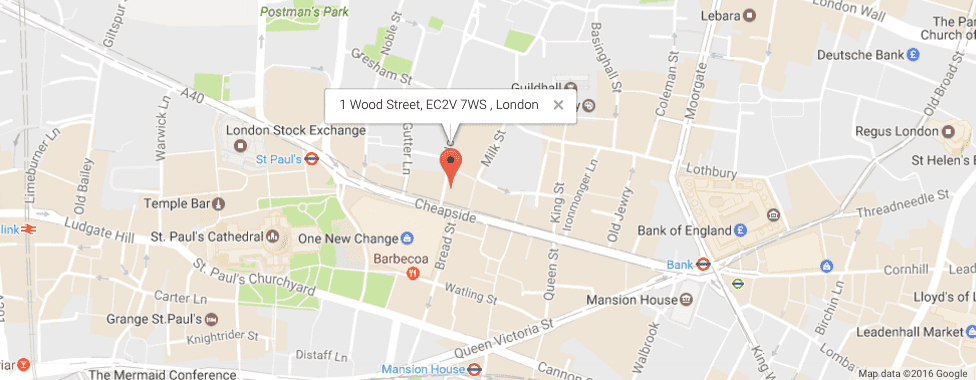 Postman's Park
Giltspur
Noble St
Gresham St
Basinghall St
Coleman St
Moorgate
Lebara
London Wall
The Par
Church of
Deutsche Bank
Old Broad St
A40
Guildhall
1 Wood Street, EC2V 7WS , London
Warwick Ln
London Stock Exchange
St Paul's
Gutter Ln
Milk St
Regus London
St Helen's B
Limeburner Ln
Old Bailey
Lothbury
King St
Ironmonger Ln
Old Jewry
Threadneedle St
Temple Bar
Cheapside
link
Ludgate Hill
St. Paul's Cathedral
One New Change
Bread St
Bank of England
Barbecoa
Bank
Cornhill
St. Paul's Churchyard
Watling St
Queen St
Carter Ln
Mansion House
Birchin Ln
Lloyd's of
Grange St.Paul's
Knightrider St
Queen Victoria St
Walbrook
Leadenhall Market
Distaff Ln
Mansion House
Cannon St
King W
Lomba
A201
riar
The Mermaid Conference
Map data ©2016 Google